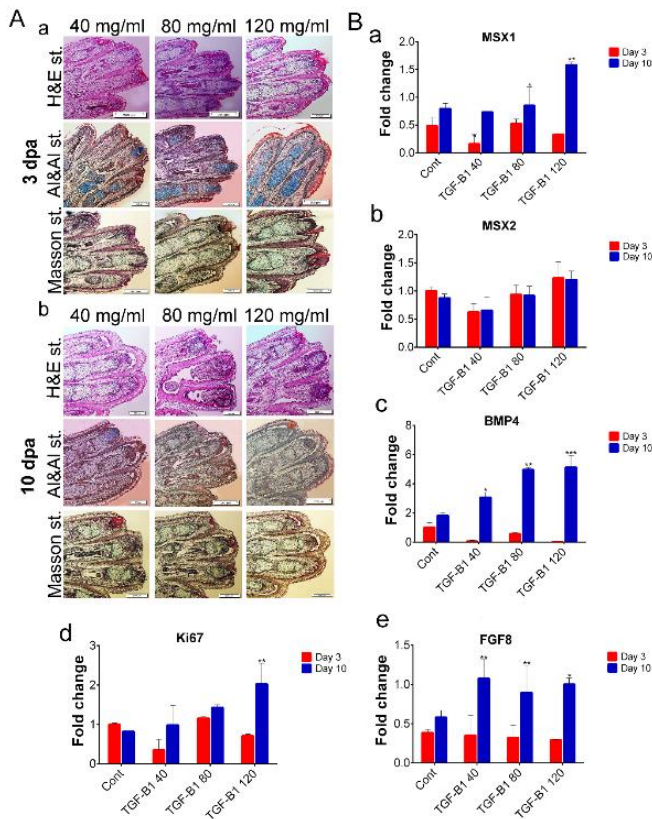 A
a
40 mg/ml 80 mg/ml 120 mg/ml
H&E st.
Al&Al st.
Masson st.
3 dpa
b
40 mg/ml 80 mg/ml 120 mg/ml
H&E st.
Al&Al st.
Masson st.
10 dpa
B
a
MSX1
Fold change
1.5
1.0
0.5
0.0
*
*
**
Cont TGF-B1 40 TGF-B1 80 TGF-B1 120
Day 3
Day 10
b
MSX2
Fold change
2.0
1.5
1.0
0.5
0.0
Cont TGF-B1 40 TGF-B1 80 TGF-B1 120
Day 3
Day 10
c
BMP4
Fold change
6
4
2
0
*
**
***
Cont TGF-B1 40 TGF-B1 80 TGF-B1 120
Day 3
Day 10
d
Ki67
Fold change
3
2
1
0
**
Cont TGF-B1 40 TGF-B1 80 TGF-B1 120
Day 3
Day 10
e
FGF8
Fold change
1.5
1.0
0.5
0.0
**
**
*
Cont TGF-B1 40 TGF-B1 80 TGF-B1 120
Day 3
Day 10